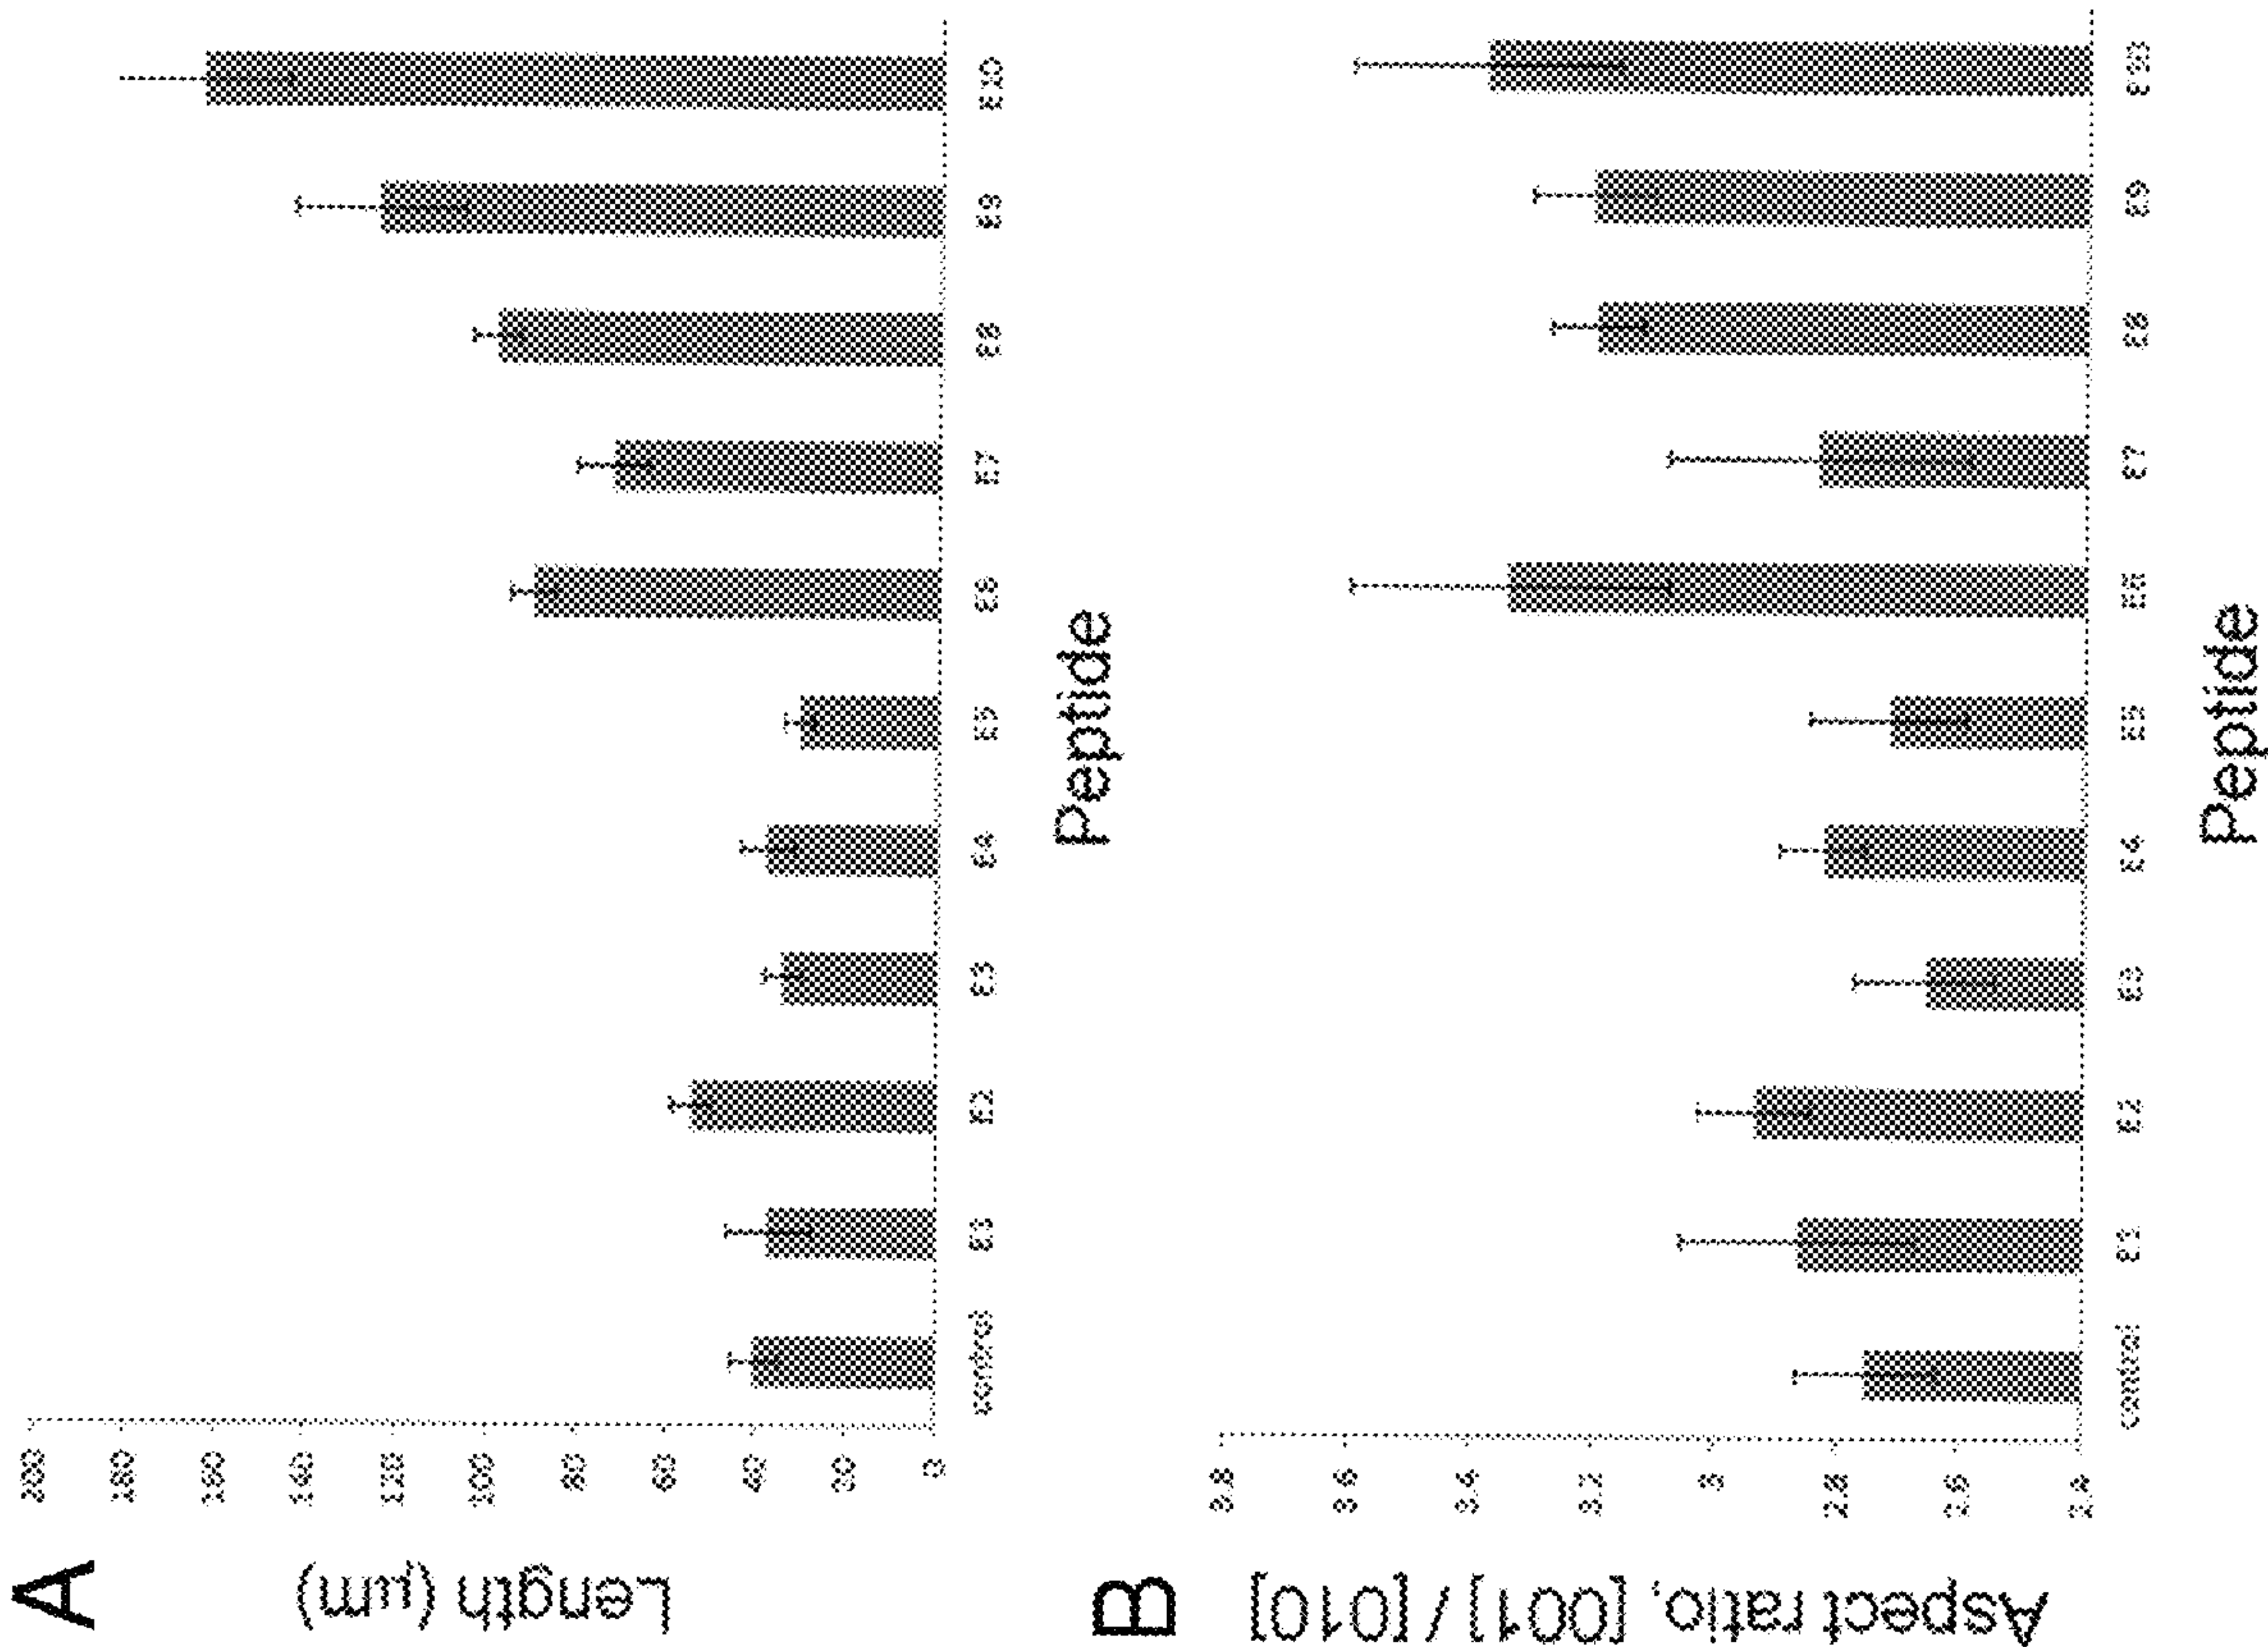 A
Length (µm)
200
180
160
140
120
100
80
60
40
20
0
control E1 E2 E3 E4 E5 E6 E7 E8 E9 E10
Peptide
B
Aspect ratio, [001] / [010]
3.8
3.6
3.4
3.2
3
2.8
2.6
2.4
control E1 E2 E3 E4 E5 E6 E7 E8 E9 E10
Peptide